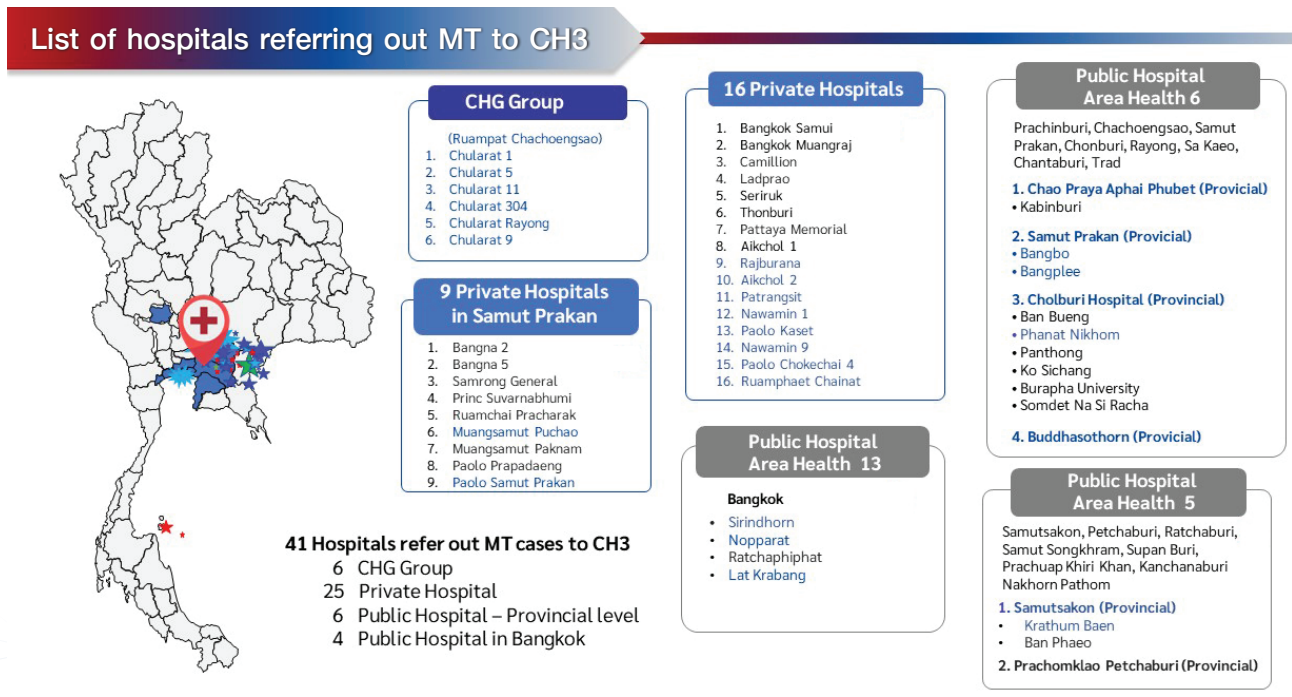 List of hospitals referring out MT to CH3
CHG Group
(Ruampat Chachoengsao)
1. Chularat 1
2. Chularat 5
3. Chularat 11
4. Chularat 304
5. Chularat Rayong
6. Chularat 9
9 Private Hospitals
in Samut Prakan
1. Bangna 2
2. Bangna 5
3. Samrong General
4. Princ Suvarnabhumi
5. Ruamchai Pracharak
6. Muangsamut Puchao
7. Muangsamut Paknam
8. Paolo Prapadaeng
9. Paolo Samut Prakan
41 Hospitals refer out MT cases to CH3
6 CHG Group
25 Private Hospital
6 Public Hospital – Provincial level
4 Public Hospital in Bangkok
16 Private Hospitals
1. Bangkok Samui
2. Bangkok Muangraj
3. Camillion
4. Ladprao
5. Seriruk
6. Thonburi
7. Pattaya Memorial
8. Aikchol 1
9. Rajburana
10. Aikchol 2
11. Patrangsit
12. Nawamin 1
13. Paolo Kaset
14. Nawamin 9
15. Paolo Chokechai 4
16. Ruamphaet Chainat
Public Hospital
Area Health 13
Bangkok
• Sirindhorn
• Nopparat
• Ratchaphiphat
• Lat Krabang
Public Hospital
Area Health 6
Prachinburi, Chachoengsao, Samut
Prakan, Chonburi, Rayong, Sa Kaeo,
Chantaburi, Trad
1. Chao Praya Aphai Phubet (Provicial)
• Kabinburi
2. Samut Prakan (Provicial)
• Bangbo
• Bangplee
3. Cholburi Hospital (Provincial)
• Ban Bueng
• Phanat Nikhom
• Panthong
• Ko Sichang
• Burapha University
• Somdet Na Si Racha
4. Buddhasothorn (Provicial)
Public Hospital
Area Health 5
Samutsakon, Petchaburi, Ratchaburi,
Samut Songkhram, Supan Buri,
Prachuap Khiri Khan, Kanchanaburi
Nakhorn Pathom
1. Samutsakon (Provincial)
• Krathum Baen
• Ban Phaeo
2. Prachomklao Petchaburi (Provincial)